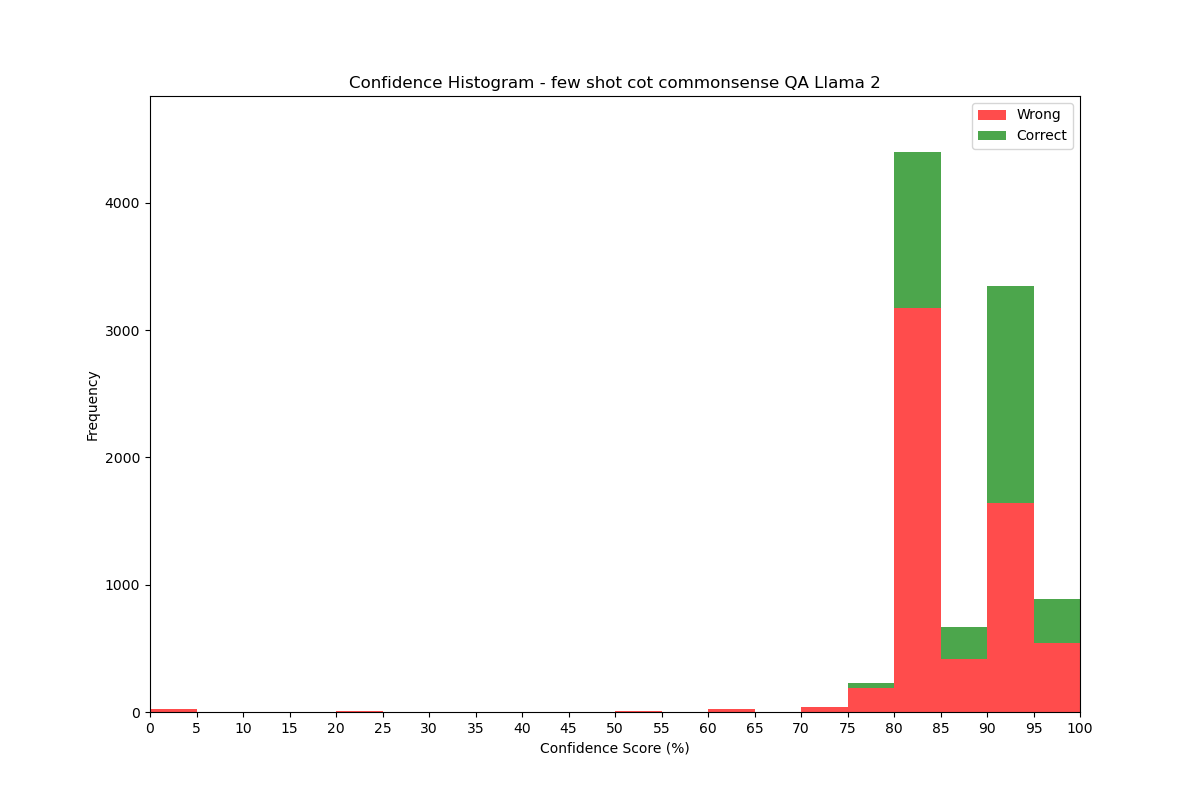 Confidence Histogram - few shot cot commonsense QA Llama 2
Wrong
Correct
4000
3000
2000
1000
0
Frequency
0 5 10 15 20 25 30 35 40 45 50 55 60 65 70 75 80 85 90 95 100
Confidence Score (%)